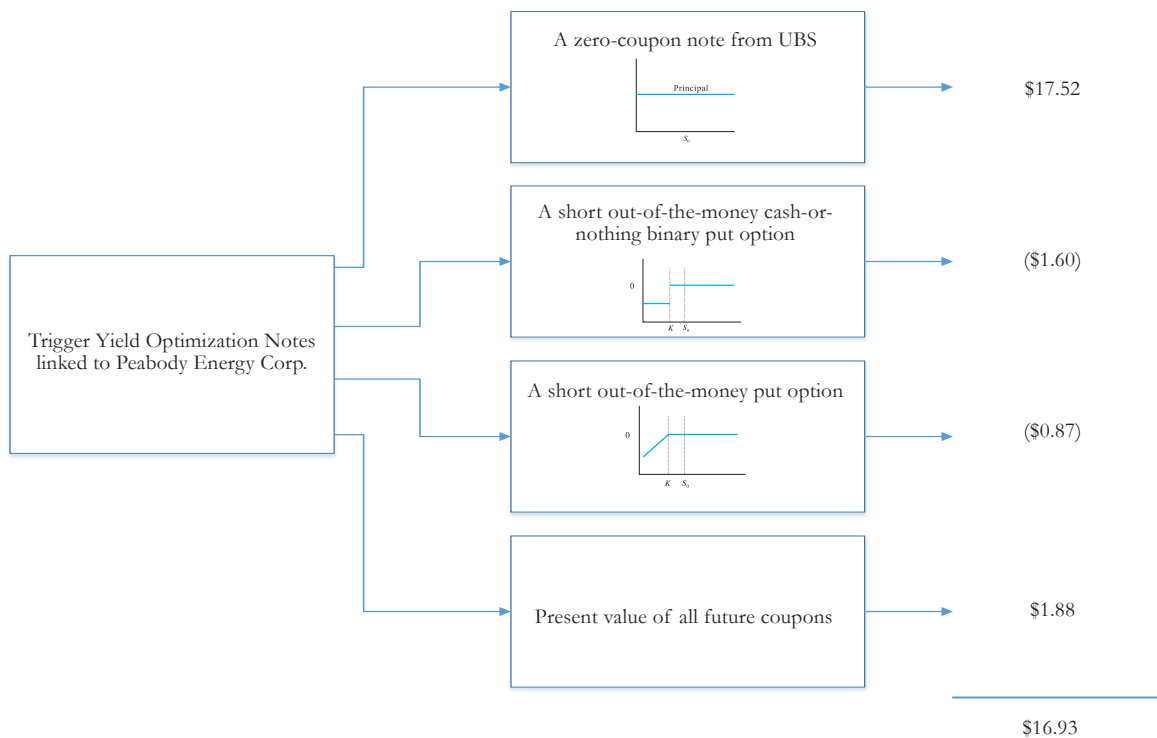 A zero-coupon note from UBS
Principal
S0
$17.52
A short out-of-the-money cash-or-
nothing binary put option
0
K
S0
($1.60)
Trigger Yield Optimization Notes
linked to Peabody Energy Corp.
A short out-of-the-money put option
0
K
S0
($0.87)
Present value of all future coupons
$1.88
$16.93